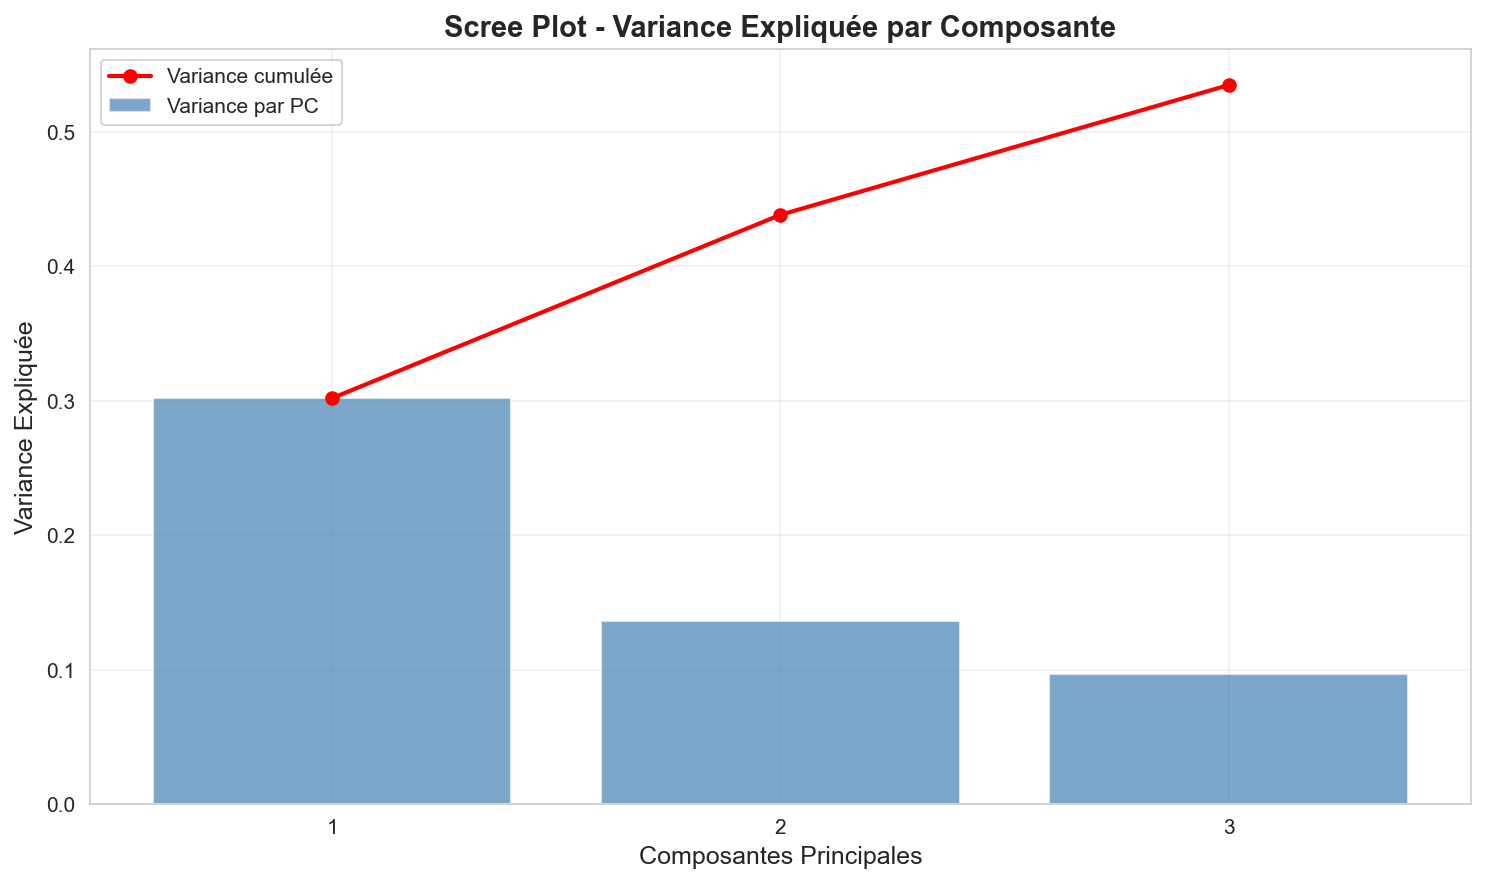 Scree Plot - Variance Expliquée par Composante
Variance cumulée
Variance par PC
Variance Expliquée
0.5
0.4
0.3
0.2
0.1
0.0
1
2
3
Composantes Principales